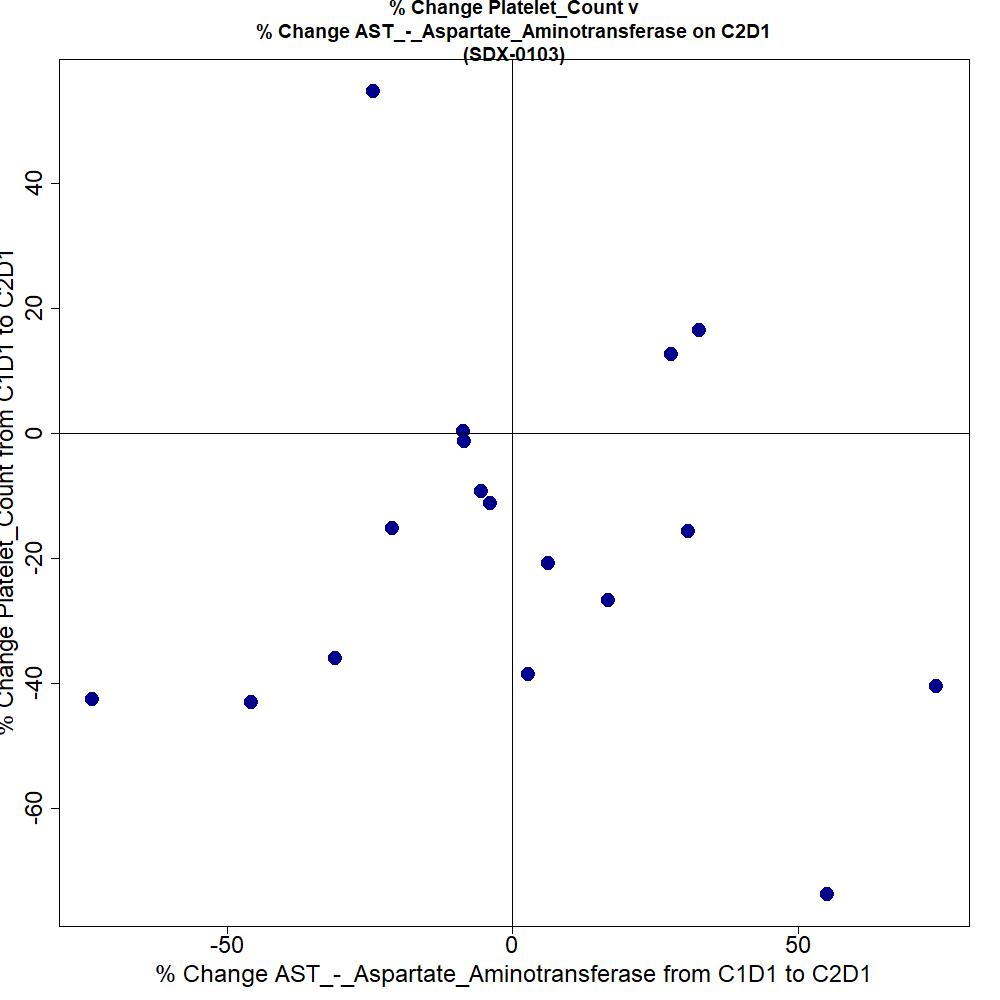 % Change Platelet_Count v
% Change AST_-_Aspartate_Aminotransferase on C2D1
(SDX-0103)
% Change Platelet_Count from C1D1 to C2D1
40
20
0
-20
-40
-60
-50
0
50
% Change AST_-_Aspartate_Aminotransferase from C1D1 to C2D1